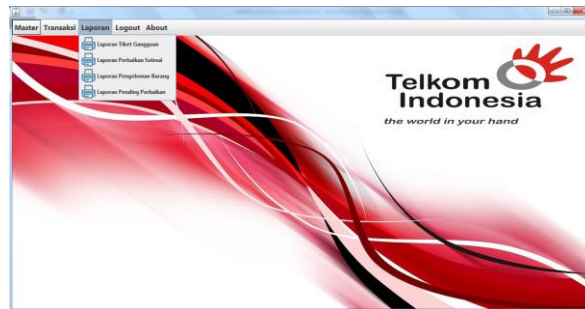 Master Transaksi Laporan Logout About
Laporan Tiket Gangguan
Laporan Perbaikan Selesai
Laporan Pengebonan Barang
Laporan Pending Perbaikan
Telkom
Indonesia
the world in your hand